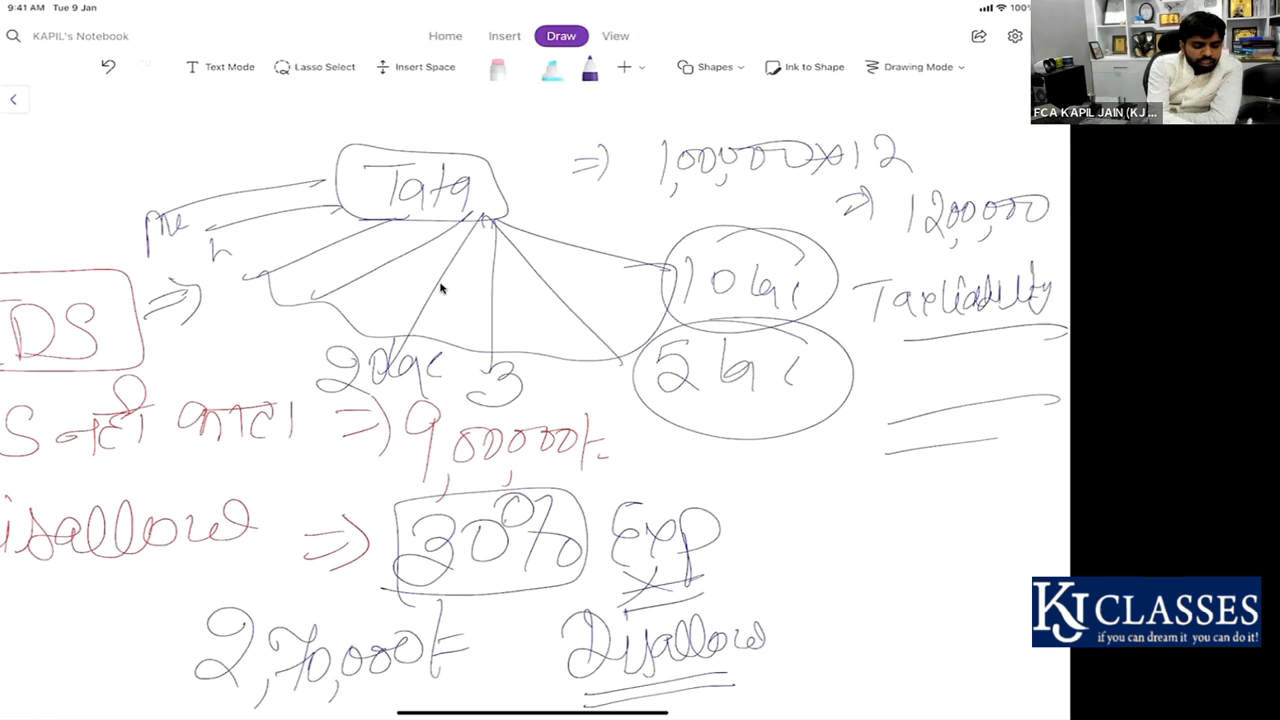 9:41 AM Tue 9 Jan
100%
KAPIL's Notebook
Home Insert Draw View
Text Mode Lasso Select Insert Space Shapes Ink to Shape Drawing Mode
FCA KAPIL JAIN (KJ ...
Tata ⇒ 1,00,000×12
⇒ 1200,000
DS ⇒
10 lac Tax liability
20 lac 3 5 lac
S नही काटा ⇒ 9,00,000/-
isallow ⇒ 30% Exp
2,70,000/- Disallow
KJ CLASSES
if you can dream it you can do it!